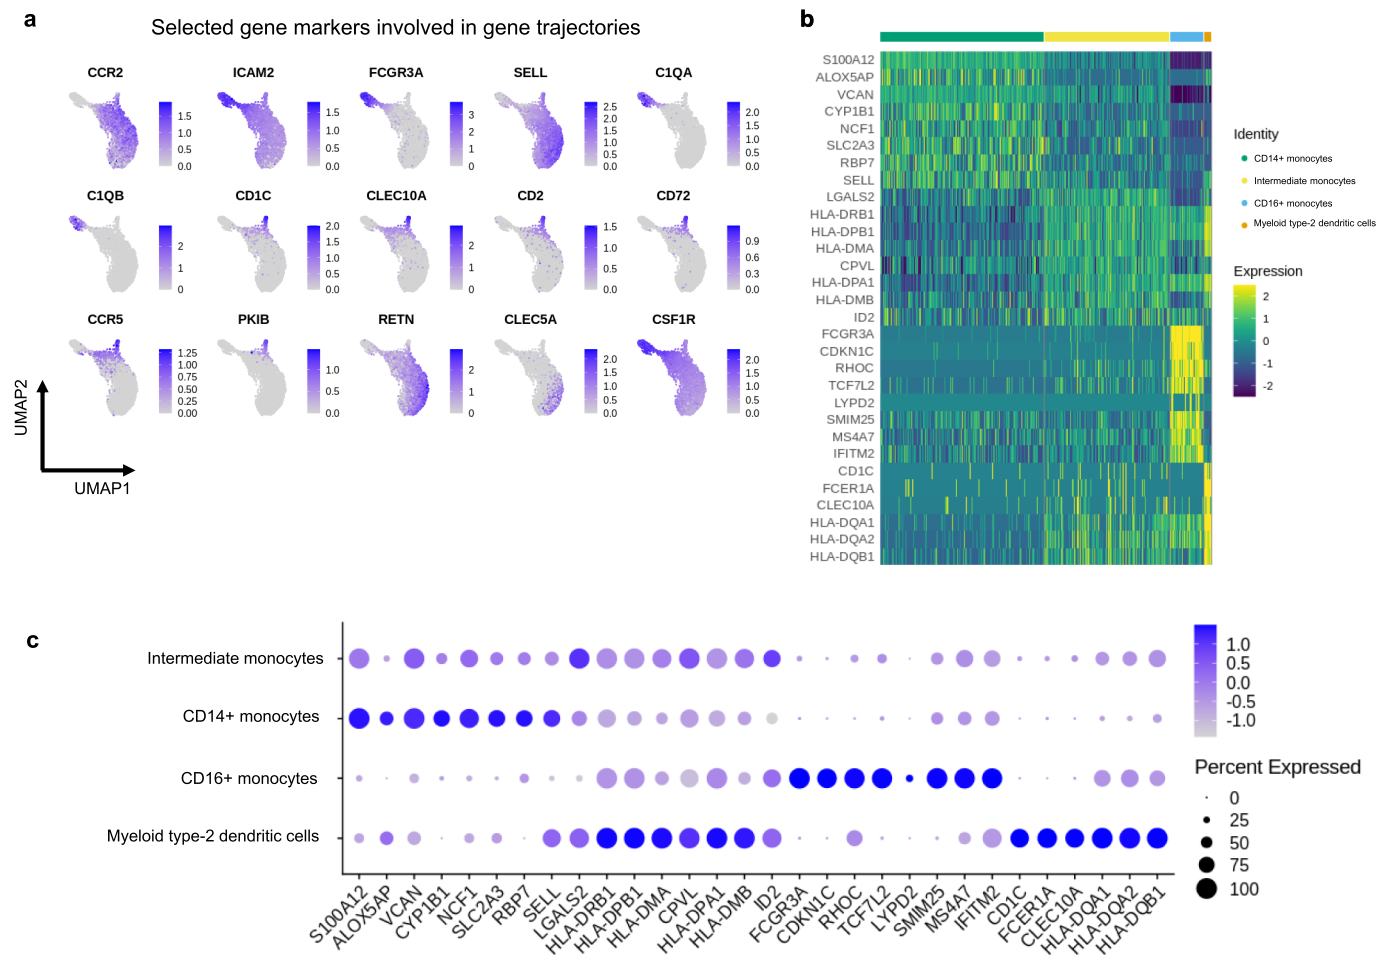 a
Selected gene markers involved in gene trajectories
CCR2 ICAM2 FCGR3A SELL C1QA
1.5 1.0 0.5 0.0
1.5 1.0 0.5 0.0
3 2 1 0
2.5 2.0 1.5 1.0 0.5 0.0
2.0 1.5 1.0 0.5 0.0
C1QB CD1C CLEC10A CD2 CD72
2 1 0
2.0 1.5 1.0 0.5 0.0
2 1 0
1.5 1.0 0.5 0.0
0.9 0.6 0.3 0.0
CCR5 PKIB RETN CLEC5A CSF1R
1.25 1.00 0.75 0.50 0.25 0.00
1.0 0.5 0.0
2 1 0
2.0 1.5 1.0 0.5 0.0
2.0 1.5 1.0 0.5 0.0
UMAP2
UMAP1
b
S100A12
ALOX5AP
VCAN
CYP1B1
NCF1
SLC2A3
RBP7
SELL
LGALS2
HLA-DRB1
HLA-DPB1
HLA-DMA
CPVL
HLA-DPA1
HLA-DMB
ID2
FCGR3A
CDKN1C
RHOC
TCF7L2
LYPD2
SMIM25
MS4A7
IFITM2
CD1C
FCER1A
CLEC10A
HLA-DQA1
HLA-DQA2
HLA-DQB1
Identity
CD14+ monocytes
Intermediate monocytes
CD16+ monocytes
Myeloid type-2 dendritic cells
Expression
2
1
0
-1
-2
c
Intermediate monocytes
CD14+ monocytes
CD16+ monocytes
Myeloid type-2 dendritic cells
S100A12 ALOX5AP VCAN CYP1B1 NCF1 SLC2A3 RBP7 SELL LGALS2 HLA-DRB1 HLA-DPB1 HLA-DMA CPVL HLA-DPA1 HLA-DMB ID2 FCGR3A CDKN1C RHOC TCF7L2 LYPD2 SMIM25 MS4A7 IFITM2 CD1C FCER1A CLEC10A HLA-DQA1 HLA-DQA2 HLA-DQB1
1.0
0.5
0.0
-0.5
-1.0
Percent Expressed
0
25
50
75
100